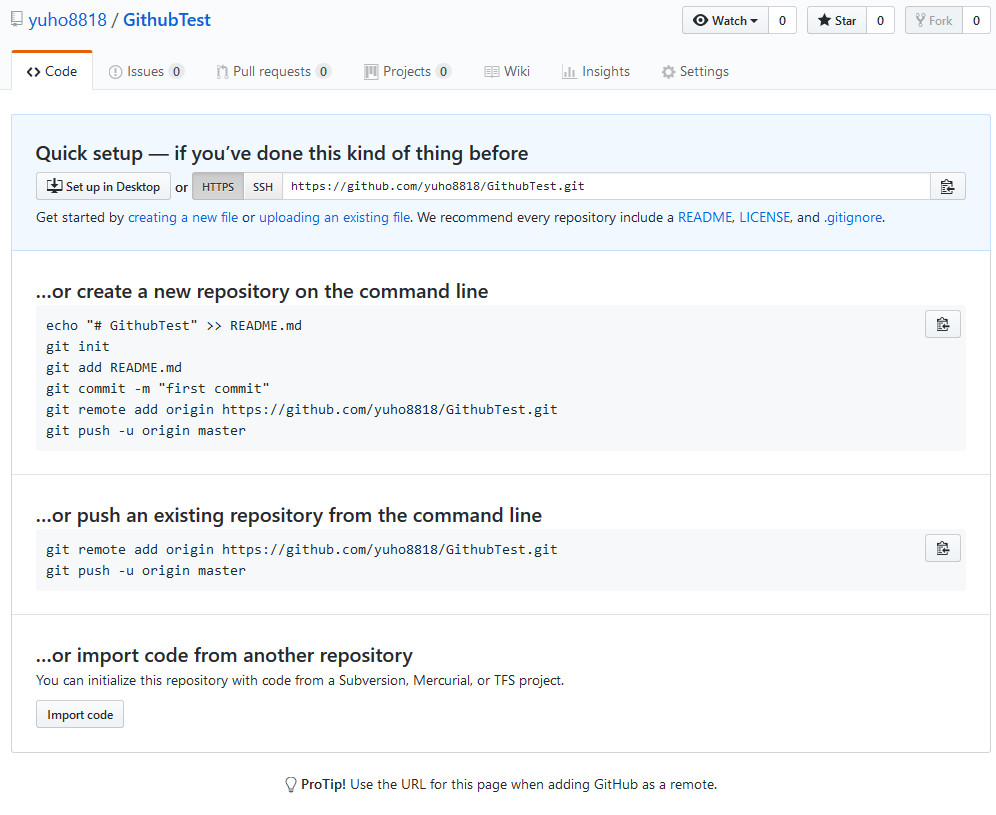 yuho8818 / GithubTest
Watch 0 Star 0 Fork 0
Code Issues 0 Pull requests 0 Projects 0 Wiki Insights Settings
Quick setup — if you've done this kind of thing before
Set up in Desktop or HTTPS SSH https://github.com/yuho8818/GithubTest.git
Get started by creating a new file or uploading an existing file. We recommend every repository include a README, LICENSE, and .gitignore.
…or create a new repository on the command line
echo "# GithubTest" >> README.md
git init
git add README.md
git commit -m "first commit"
git remote add origin https://github.com/yuho8818/GithubTest.git
git push -u origin master
…or push an existing repository from the command line
git remote add origin https://github.com/yuho8818/GithubTest.git
git push -u origin master
…or import code from another repository
You can initialize this repository with code from a Subversion, Mercurial, or TFS project.
Import code
ProTip! Use the URL for this page when adding GitHub as a remote.